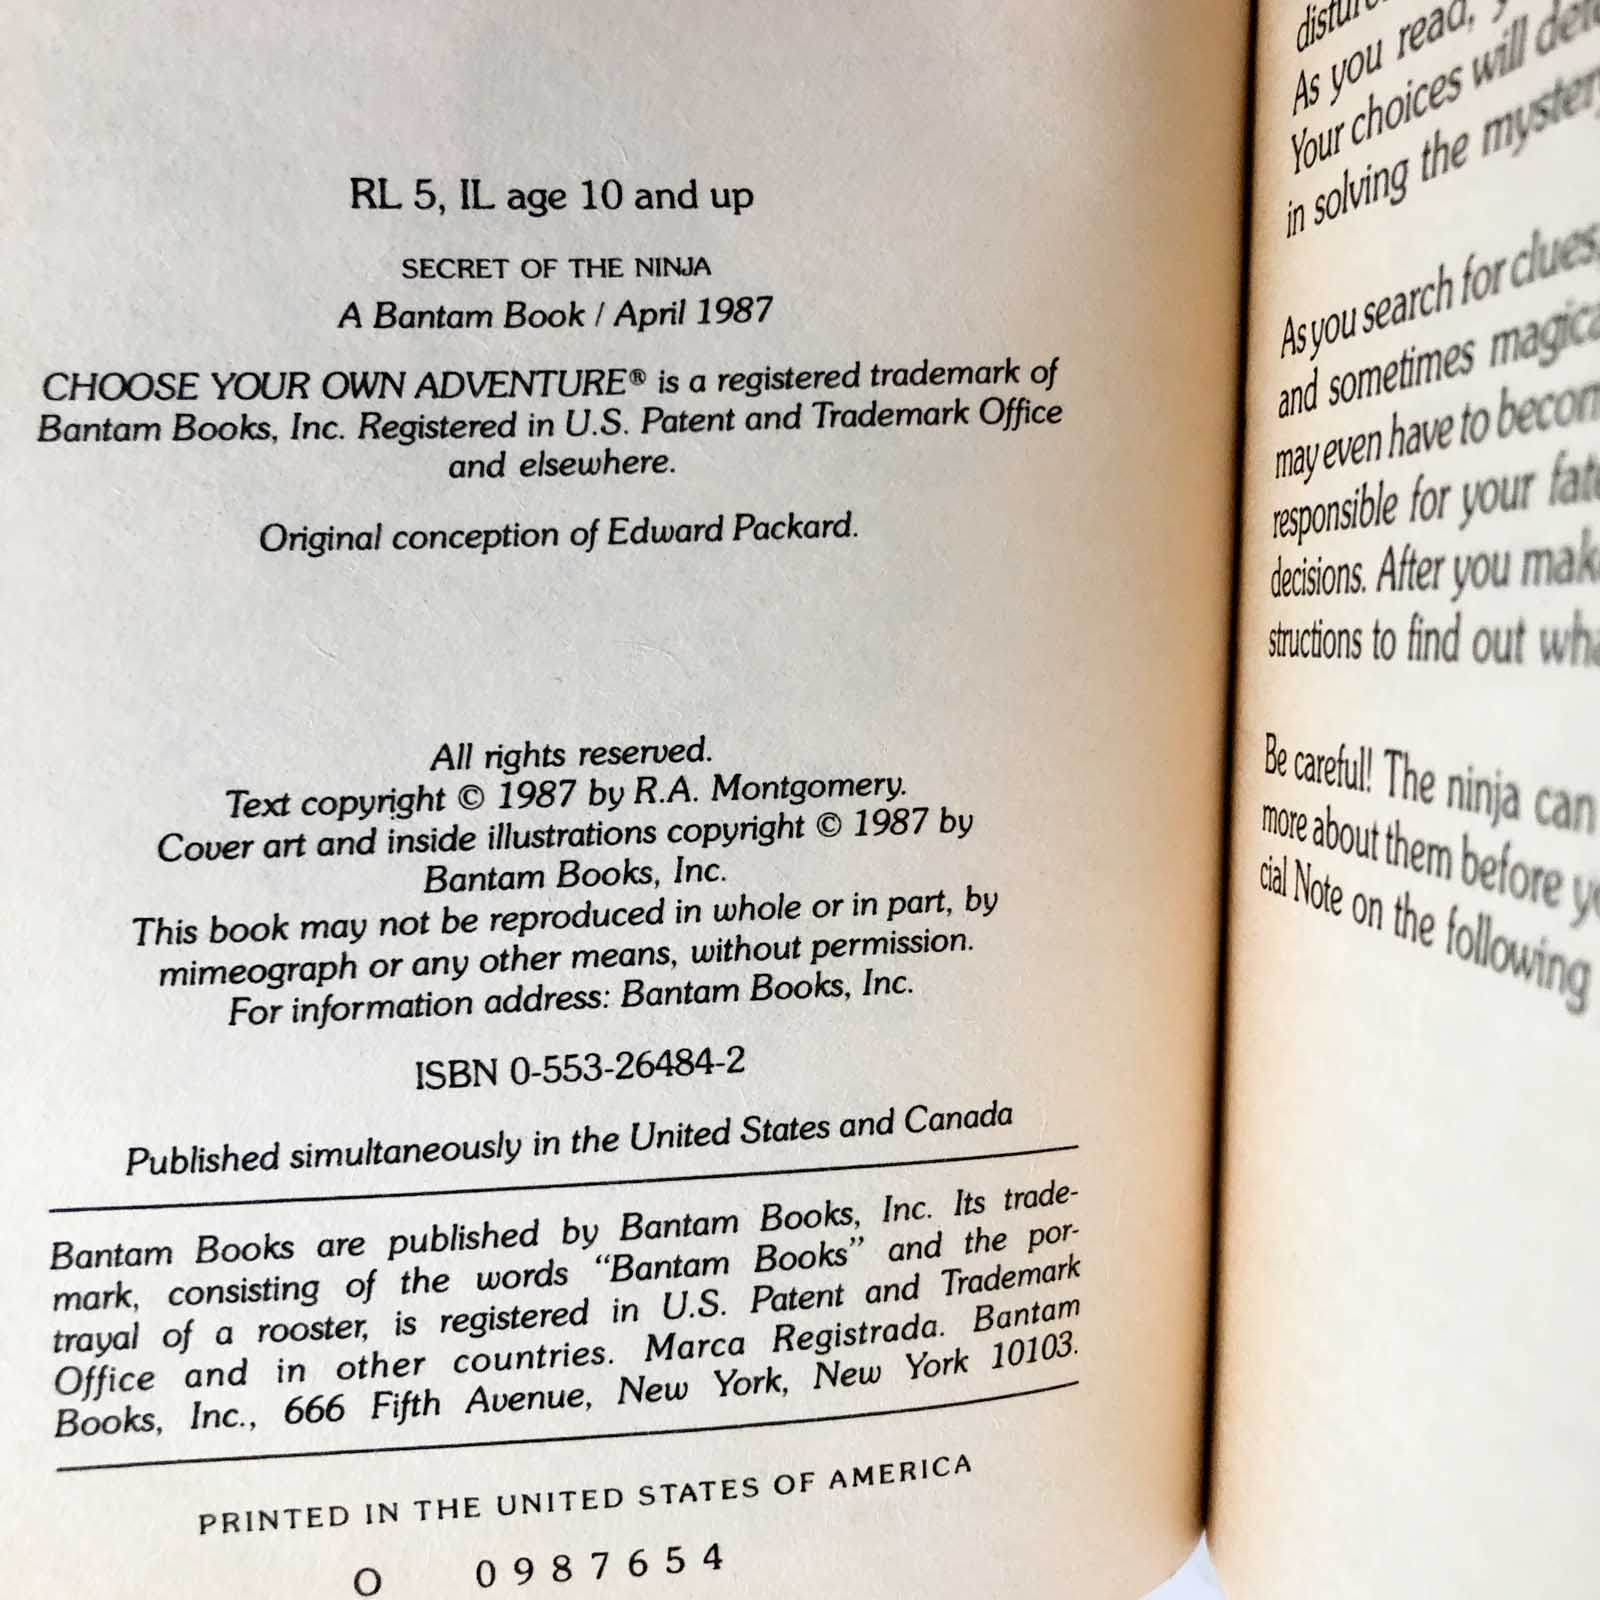 RL 5, IL age 10 and up
SECRET OF THE NINJA
A Bantam Book / April 1987
CHOOSE YOUR OWN ADVENTURE® is a registered trademark of
Bantam Books, Inc. Registered in U.S. Patent and Trademark Office
and elsewhere.
Original conception of Edward Packard.
All rights reserved.
Text copyright © 1987 by R.A. Montgomery.
Cover art and inside illustrations copyright © 1987 by
Bantam Books, Inc.
This book may not be reproduced in whole or in part, by
mimeograph or any other means, without permission.
For information address: Bantam Books, Inc.
ISBN 0-553-26484-2
Published simultaneously in the United States and Canada
Bantam Books are published by Bantam Books, Inc. Its trade-
mark, consisting of the words “Bantam Books” and the por-
trayal of a rooster, is registered in U.S. Patent and Trademark
Office and in other countries. Marca Registrada. Bantam
Books, Inc., 666 Fifth Avenue, New York, New York 10103.
PRINTED IN THE UNITED STATES OF AMERICA
O 0 9 8 7 6 5 4
As you read,
Your choices will
in solving the mystery
As you search for clues,
and sometimes
may even have to
responsible for your
decisions. After you
structions to find out
Be careful! The ninja can
more about them before
cial Note on the following